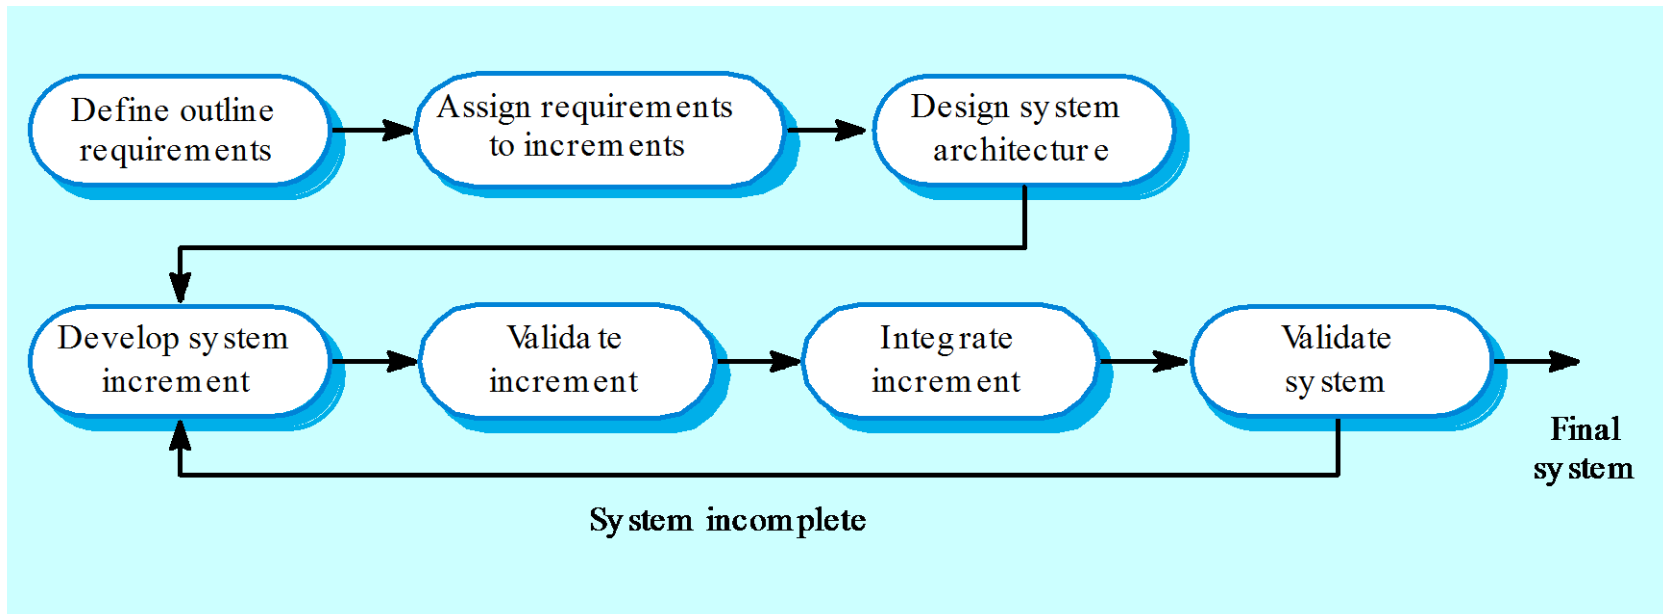 Define outline
requirements
Assign requirements
to increments
Design system
architecture
Develop system
increment
Validate
increment
Integrate
increment
Validate
system
Final
system
System incomplete